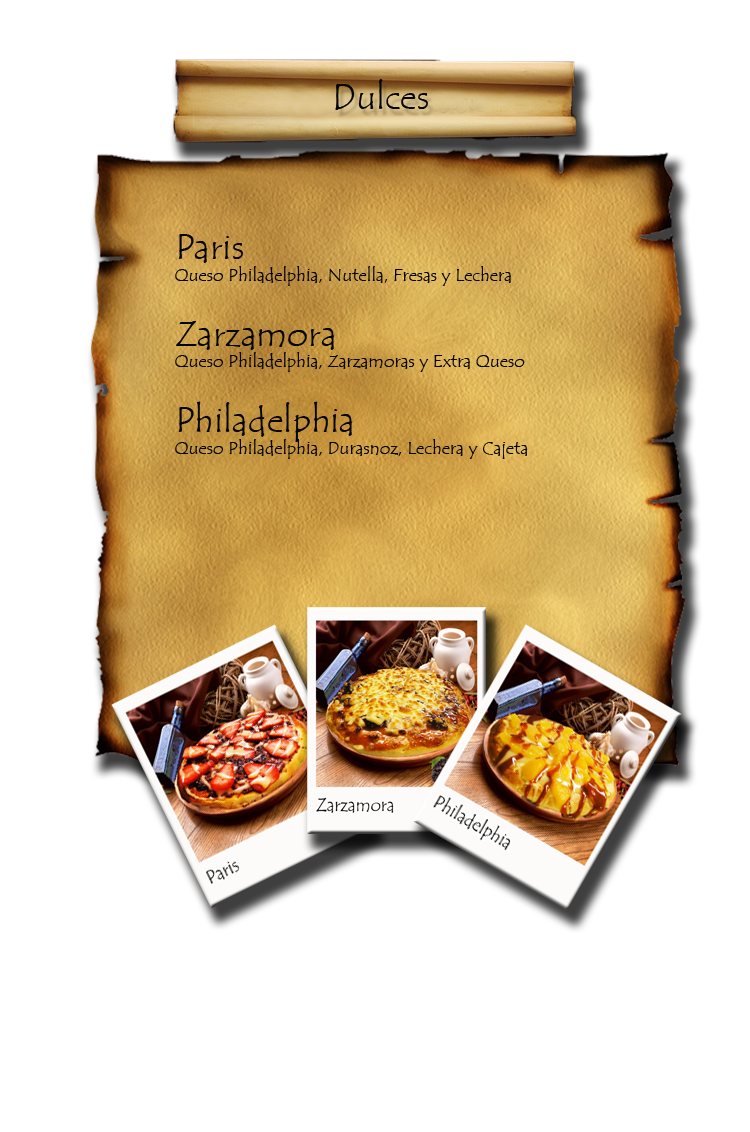 Dulces
Paris
Queso Philadelphia, Nutella, Fresas y Lechera
Zarzamora
Queso Philadelphia, Zarzamoras y Extra Queso
Philadelphia
Queso Philadelphia, Durasnoz, Lechera y Cajeta
Paris
Zarzamora
Philadelphia